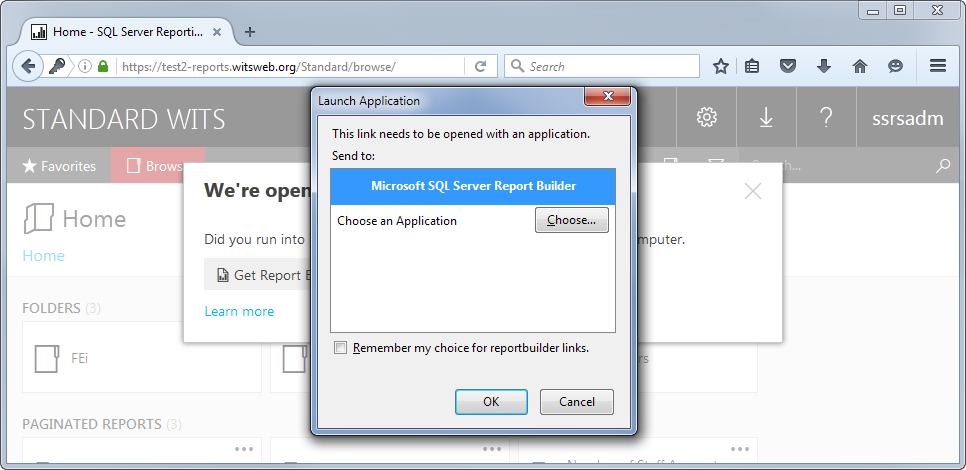 Home - SQL Server Reporti...
https://test2-reports.witsweb.org/Standard/browse/
Search
STANDARD WITS
?
ssrsadm
Favorites
Brows
Home
Home
We're open
Did you run into
mputer.
Get Report
Learn more
FOLDERS (3)
FEi
PAGINATED REPORTS (3)
Launch Application
This link needs to be opened with an application.
Send to:
Microsoft SQL Server Report Builder
Choose an Application
Choose...
Remember my choice for reportbuilder links.
OK
Cancel